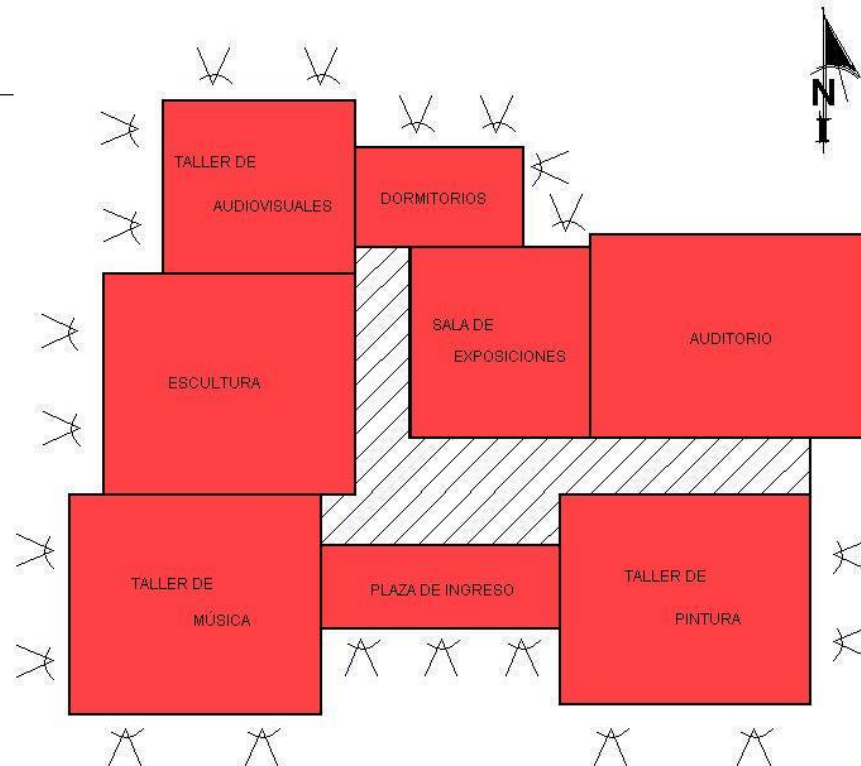 N
TALLER DE
AUDIOVISUALES
DORMITORIOS
SALA DE
EXPOSICIONES
AUDITORIO
ESCULTURA
TALLER DE
MÚSICA
PLAZA DE INGRESO
TALLER DE
PINTURA